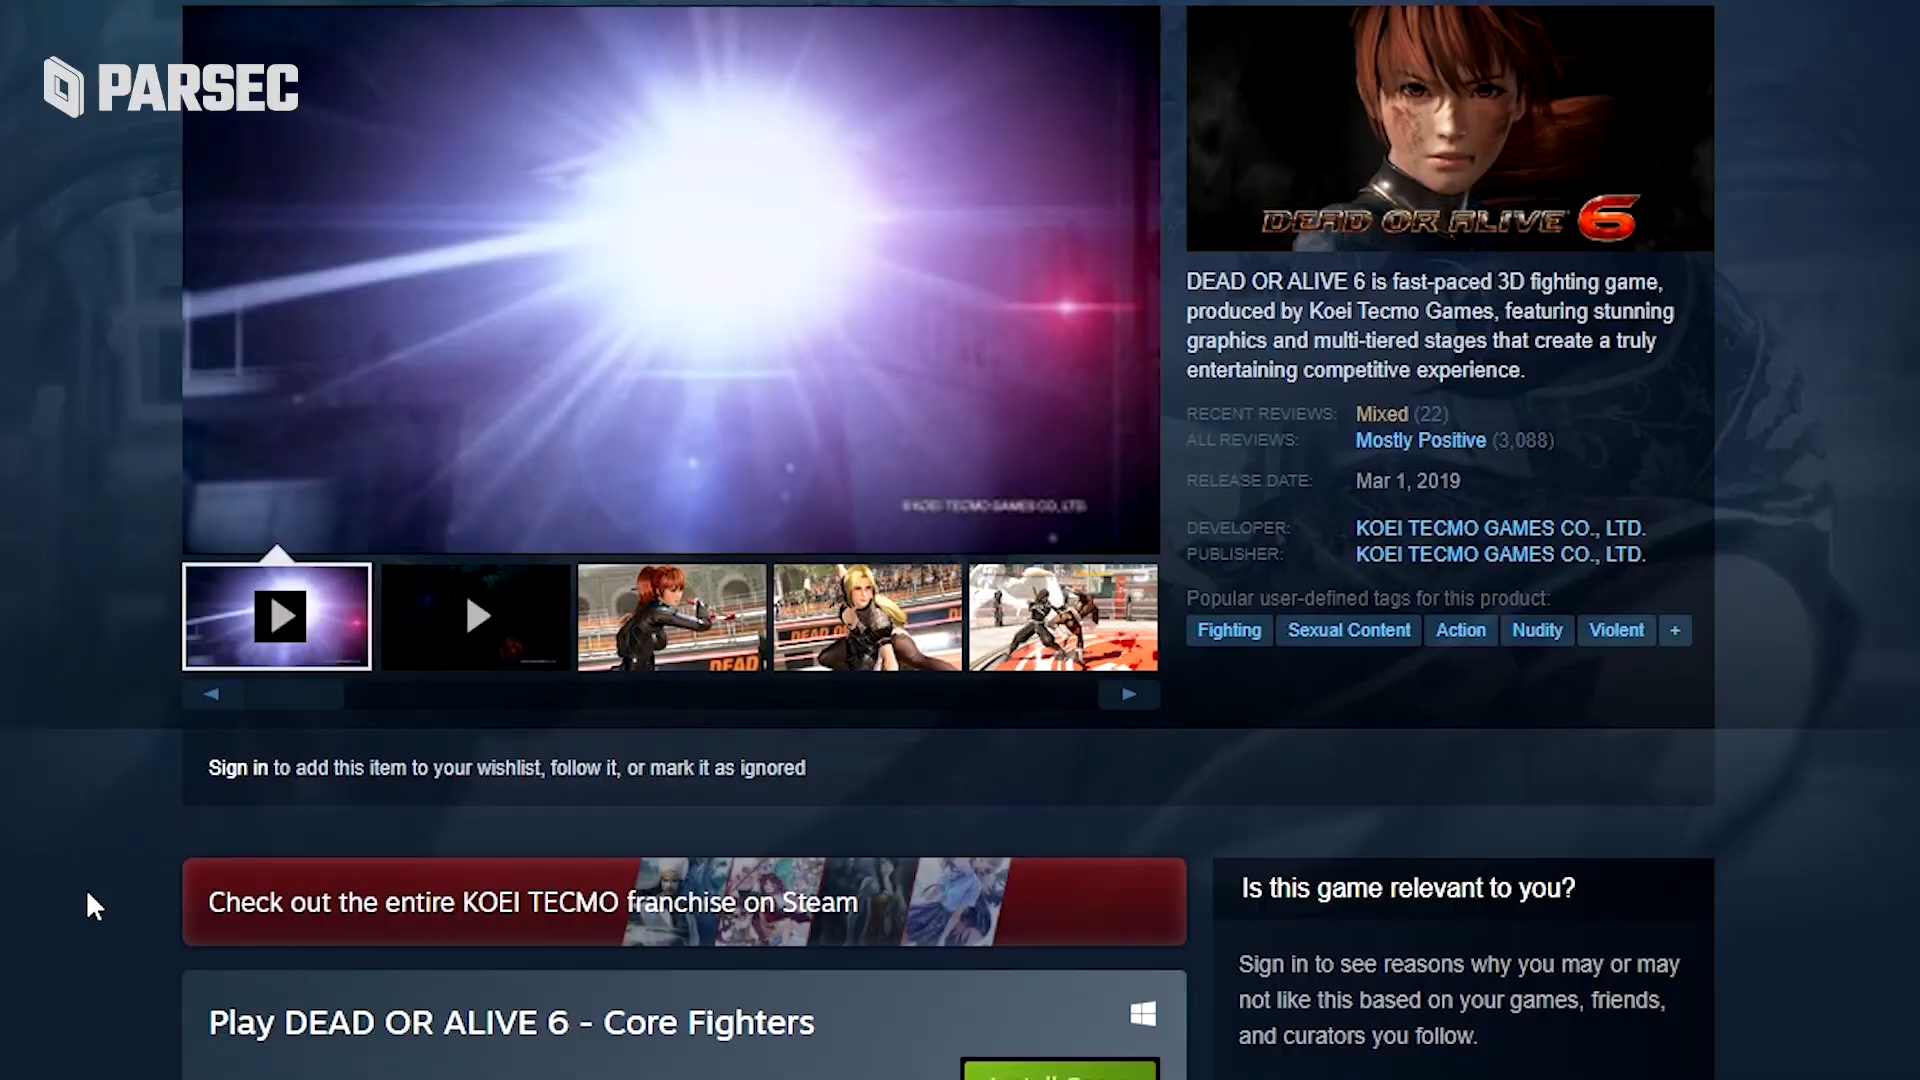 PARSEC
DEAD OR ALIVE 6
DEAD OR ALIVE 6 is fast-paced 3D fighting game,
produced by Koei Tecmo Games, featuring stunning
graphics and multi-tiered stages that create a truly
entertaining competitive experience.
RECENT REVIEWS: Mixed (22)
ALL REVIEWS: Mostly Positive (3,088)
RELEASE DATE: Mar 1, 2019
DEVELOPER: KOEI TECMO GAMES CO., LTD.
PUBLISHER: KOEI TECMO GAMES CO., LTD.
Popular user-defined tags for this product:
Fighting Sexual Content Action Nudity Violent +
©KOEI TECMO GAMES CO., LTD.
DEAD
DEAD O
Sign in to add this item to your wishlist, follow it, or mark it as ignored
Check out the entire KOEI TECMO franchise on Steam
Play DEAD OR ALIVE 6 - Core Fighters
Is this game relevant to you?
Sign in to see reasons why you may or may
not like this based on your games, friends,
and curators you follow.